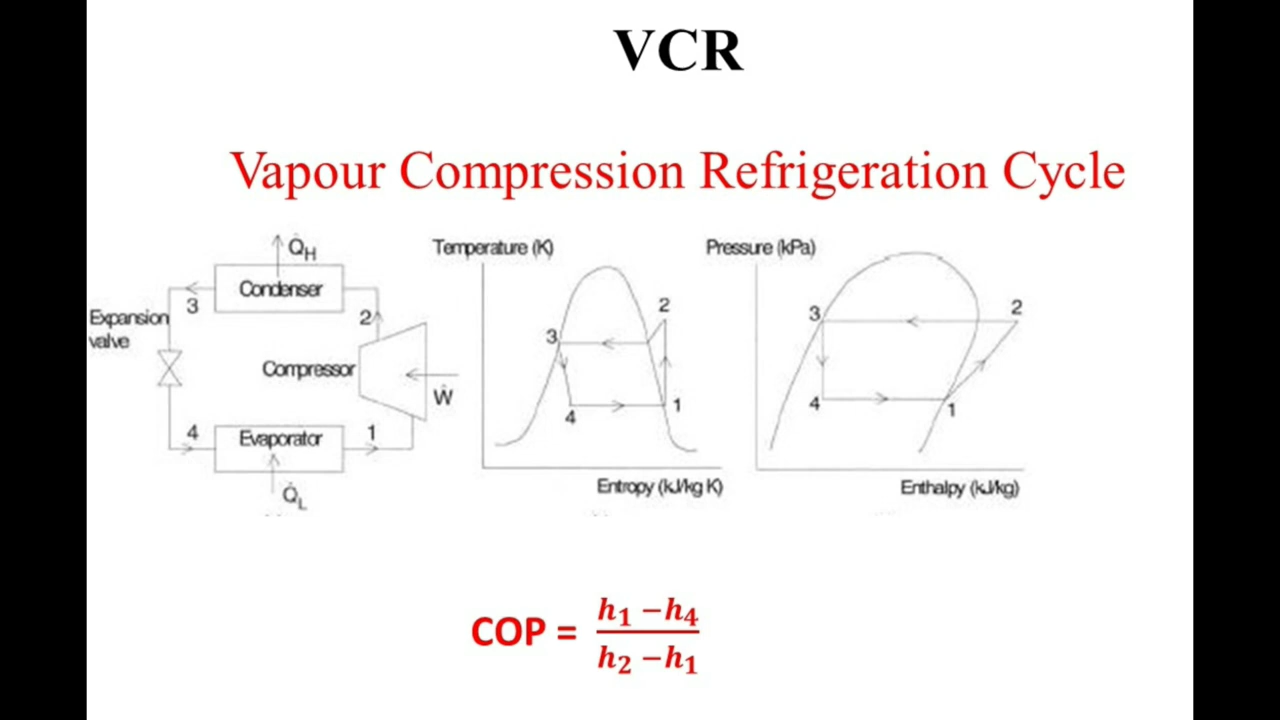 VCR
Vapour Compression Refrigeration Cycle
Q̇H
Condenser
3
2
Expansion
valve
Compressor
Ẇ
4
Evaporator
1
Q̇L
Temperature (K)
2
3
4
1
Entropy (kJ/kg K)
Pressure (kPa)
3
2
4
1
Enthalpy (kJ/kg)
COP = h1 –h4
h2 –h1